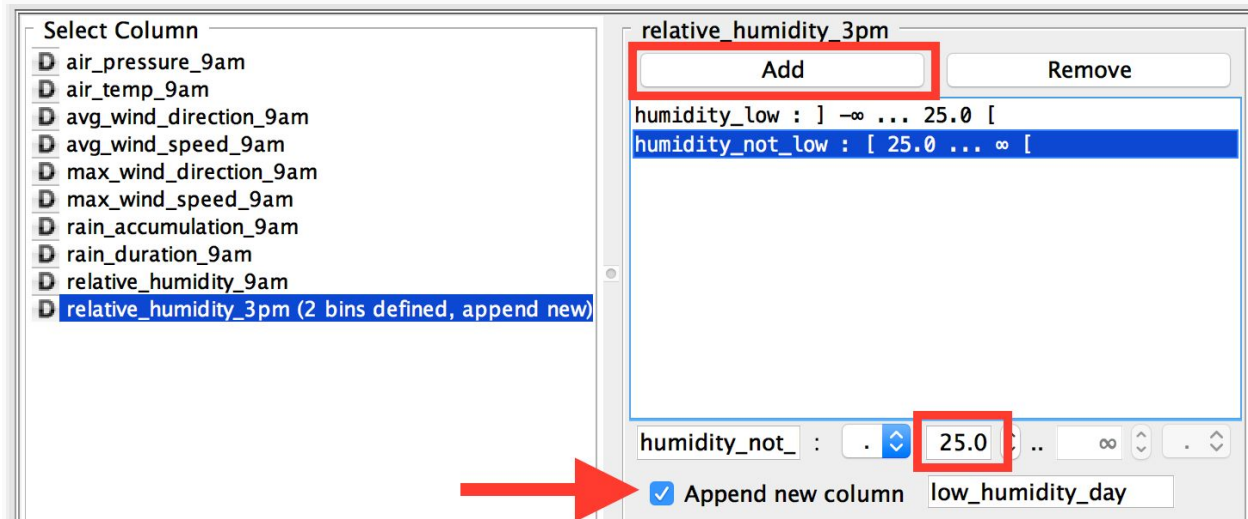 Select Column
D air_pressure_9am
D air_temp_9am
D avg_wind_direction_9am
D avg_wind_speed_9am
D max_wind_direction_9am
D max_wind_speed_9am
D rain_accumulation_9am
D rain_duration_9am
D relative_humidity_9am
D relative_humidity_3pm (2 bins defined, append new)
relative_humidity_3pm
Add Remove
humidity_low : ] –∞ ... 25.0 [
humidity_not_low : [ 25.0 ... ∞ [
humidity_not_ : . 25.0 .. ∞ .
Append new column low_humidity_day